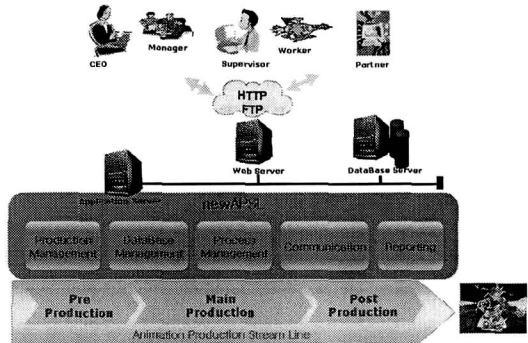 CEO
Manager
Supervisor
Worker
Partner
HTTP
FTP
Web Server
DataBase Server
Application Server
newAPSL
Production
Management
DataBase
Management
Process
Management
Communication
Reporting
Pre
Production
Main
Production
Post
Production
Animation Production Stream Line